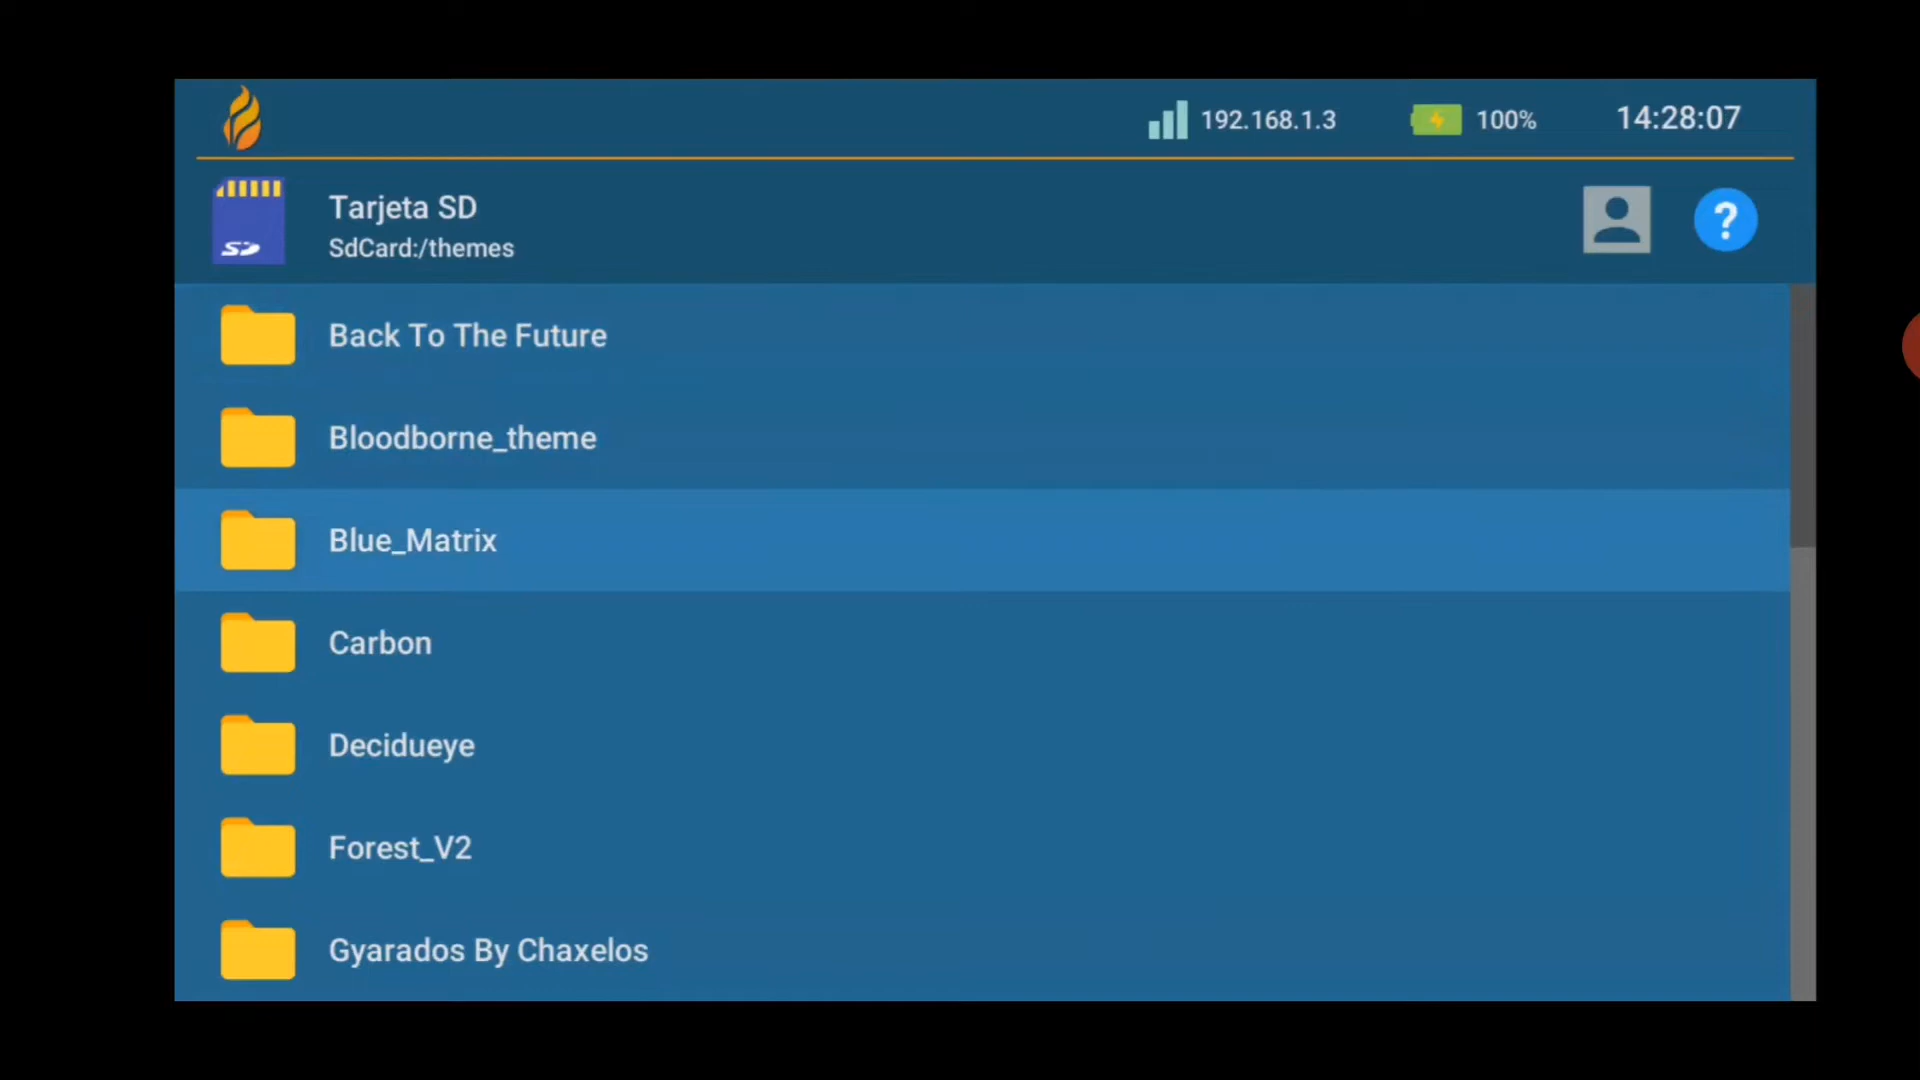 192.168.1.3 100% 14:28:07
Tarjeta SD
SdCard:/themes
?
SD
Back To The Future
Bloodborne_theme
Blue_Matrix
Carbon
Decidueye
Forest_V2
Gyarados By Chaxelos